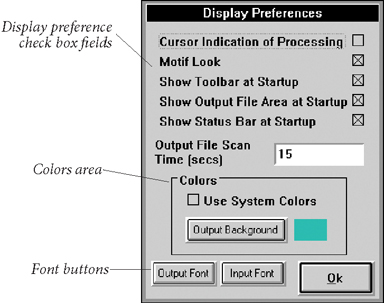 Display Preferences
Display preference
check box fields
Cursor Indication of Processing
Motif Look
Show Toolbar at Startup
Show Output File Area at Startup
Show Status Bar at Startup
Output File Scan
Time (secs)
15
Colors area
Colors
Use System Colors
Output Background
Font buttons
Output Font
Input Font
Ok